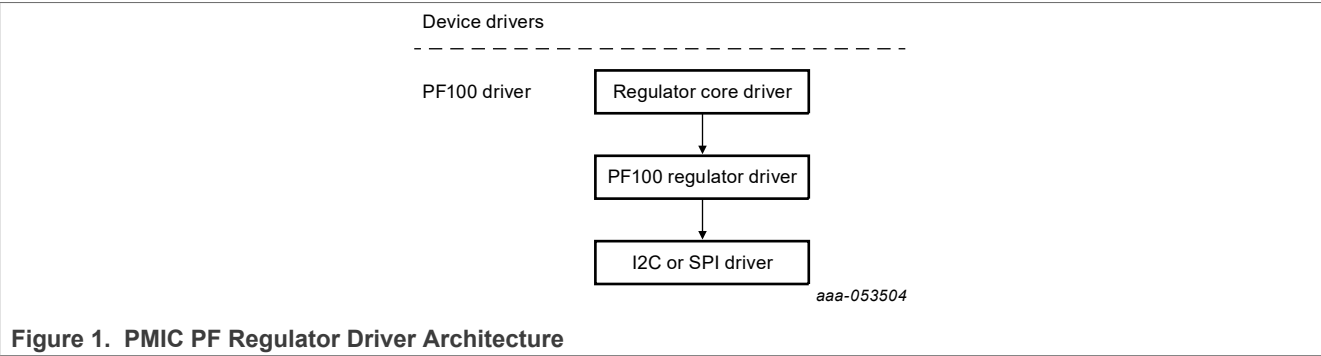 Device drivers
PF100 driver
Regulator core driver
PF100 regulator driver
I2C or SPI driver
aaa-053504
Figure 1. PMIC PF Regulator Driver Architecture